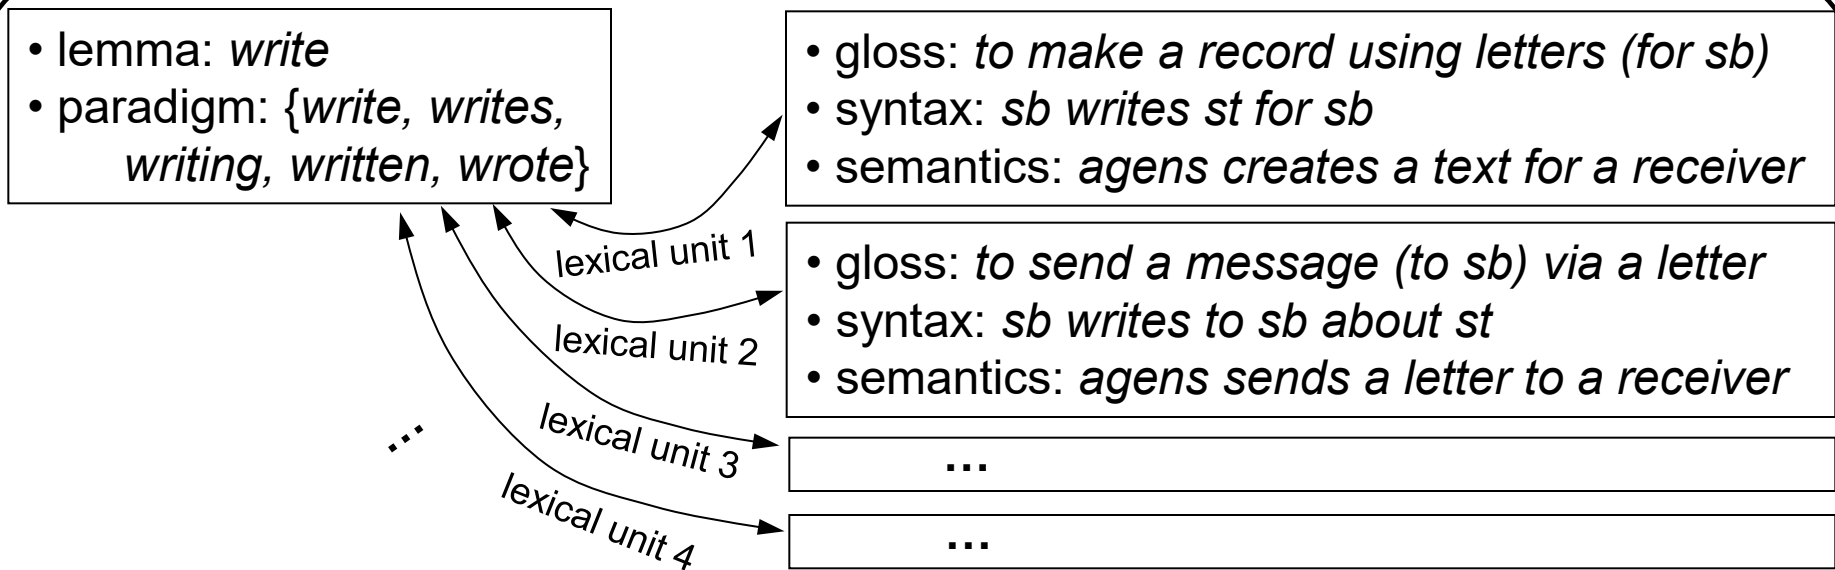 • lemma: write
• paradigm: {write, writes,
writing, written, wrote}
• gloss: to make a record using letters (for sb)
• syntax: sb writes st for sb
• semantics: agens creates a text for a receiver
lexical unit 1
• gloss: to send a message (to sb) via a letter
• syntax: sb writes to sb about st
• semantics: agens sends a letter to a receiver
lexical unit 2
lexical unit 3
...
...
lexical unit 4
...